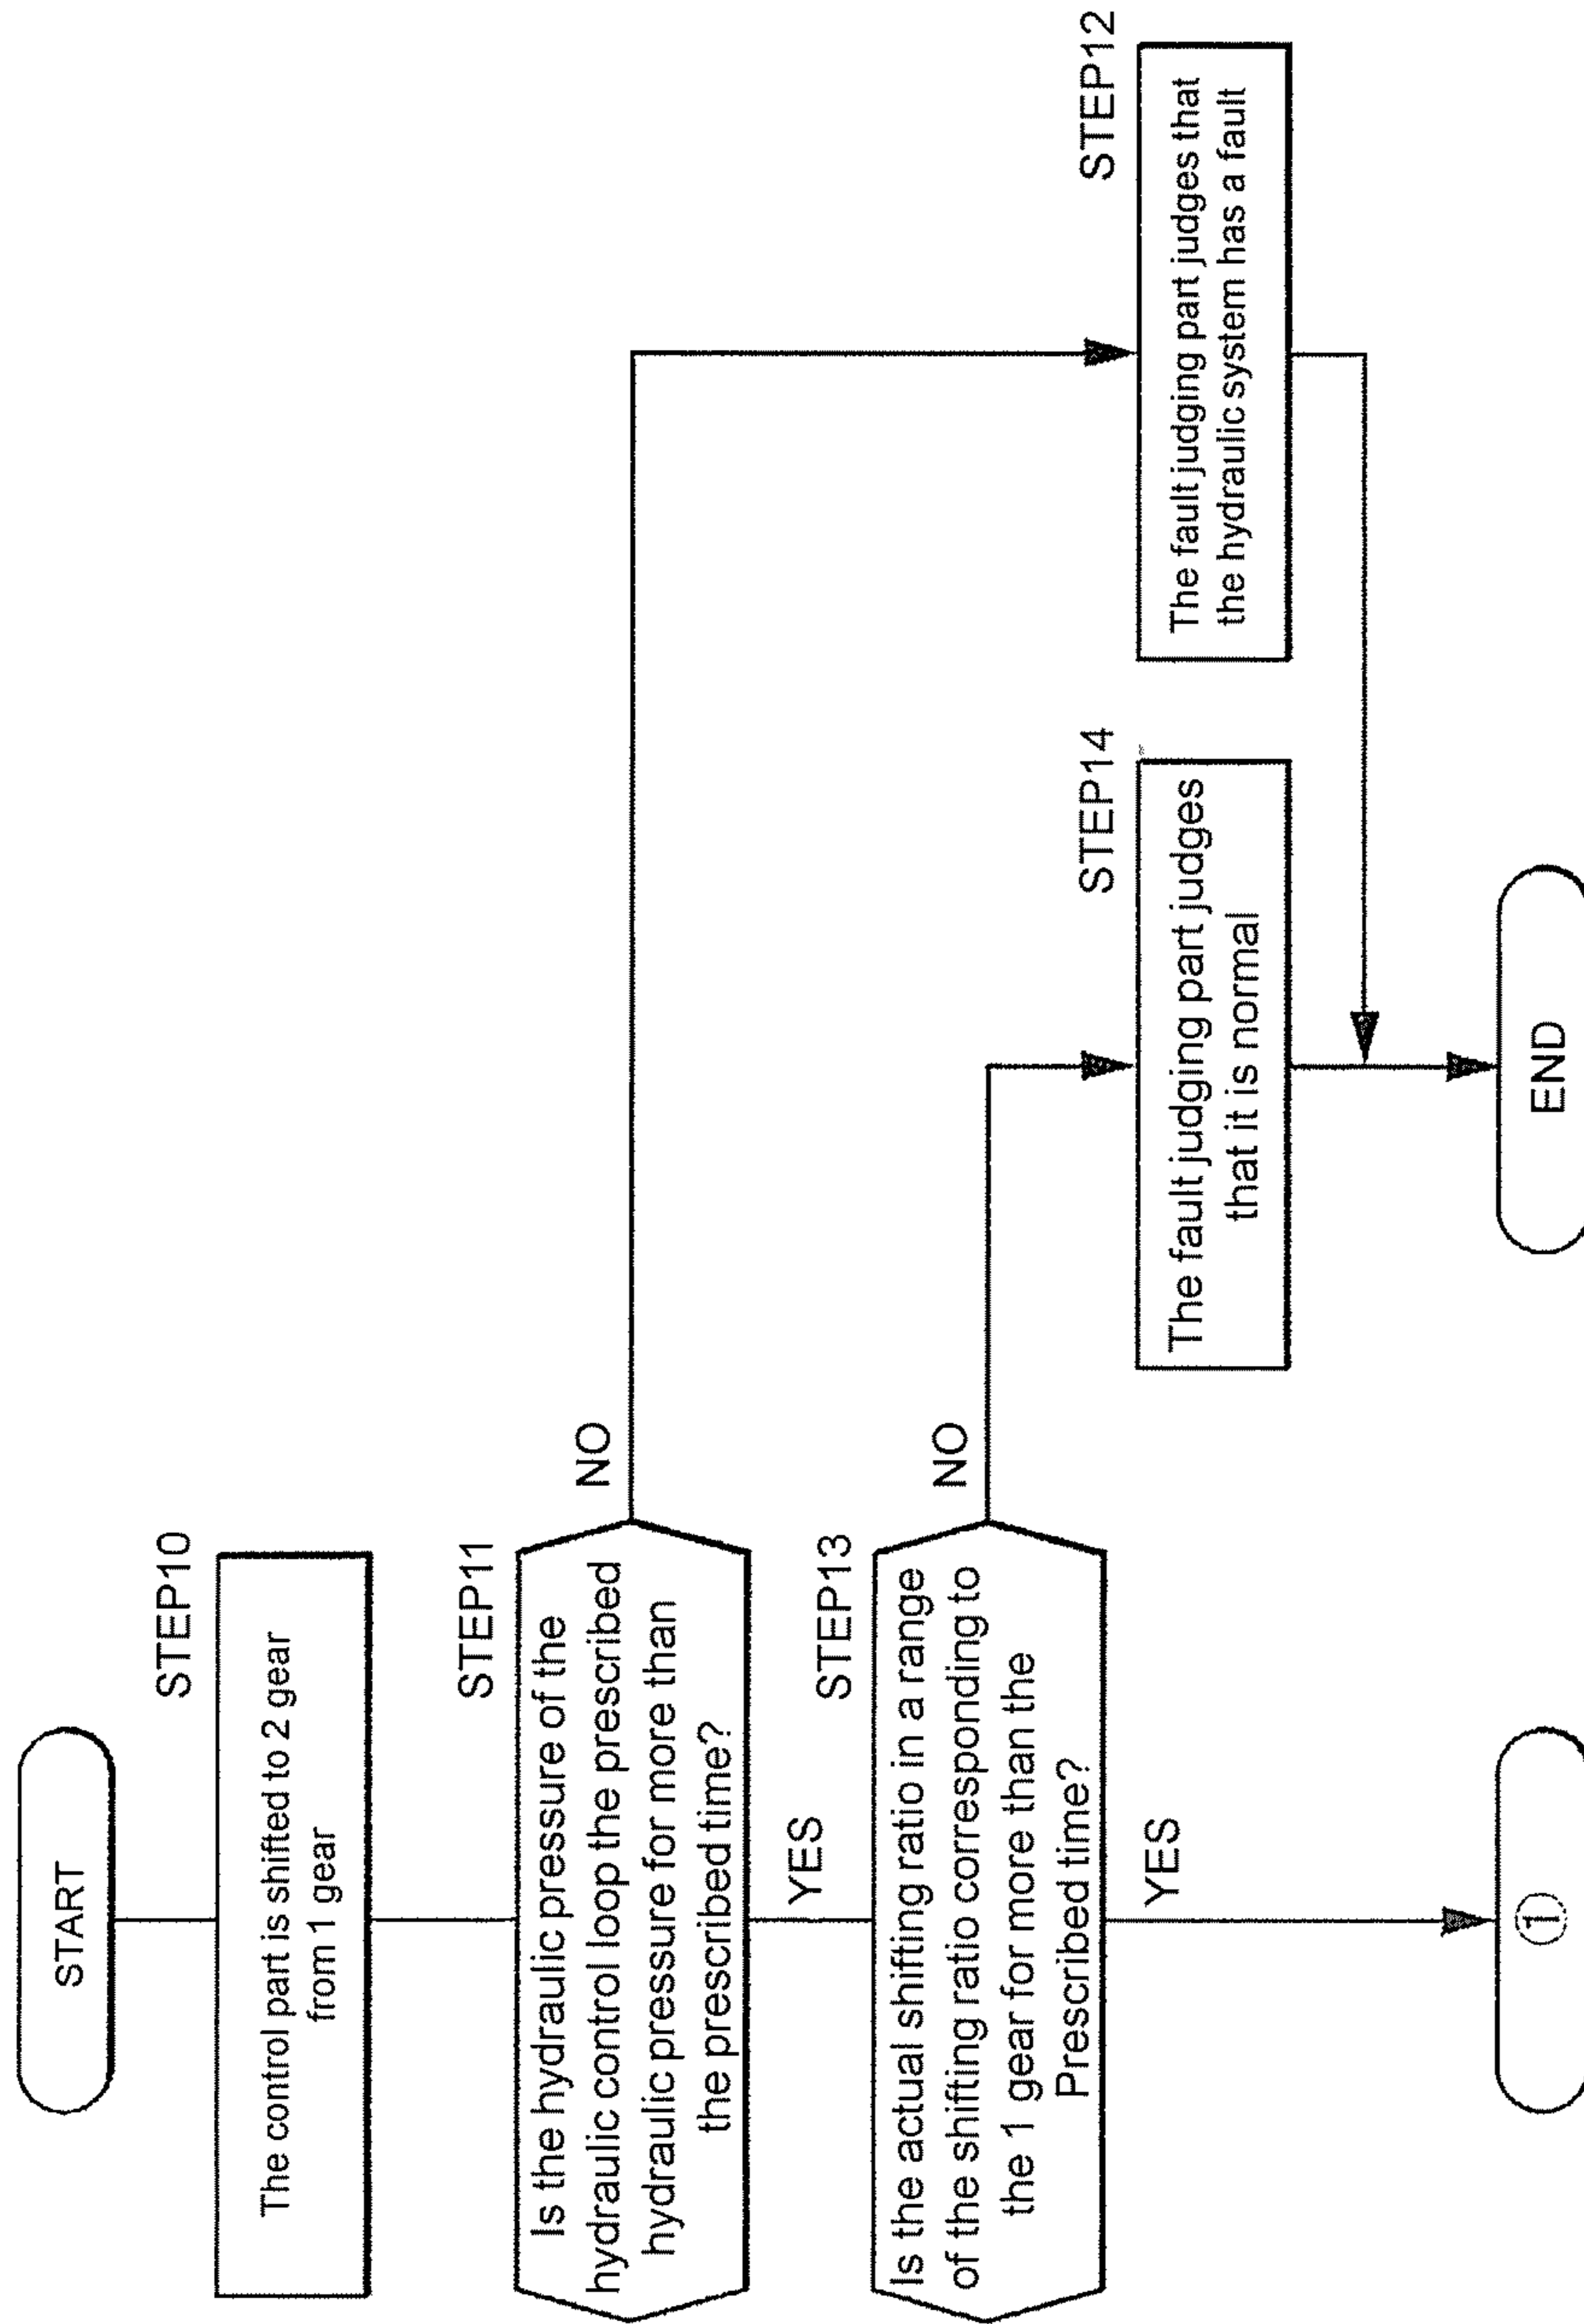 START
STEP10
The control part is shifted to 2 gear
from 1 gear
STEP11
Is the hydraulic pressure of the
hydraulic control loop the prescribed
hydraulic pressure for more than
the prescribed time?
NO
YES
STEP13
Is the actual shifting ratio in a range
of the shifting ratio corresponding to
the 1 gear for more than the
Prescribed time?
NO
YES
STEP14
The fault judging part judges
that it is normal
STEP12
The fault judging part judges that
the hydraulic system has a fault
①
END